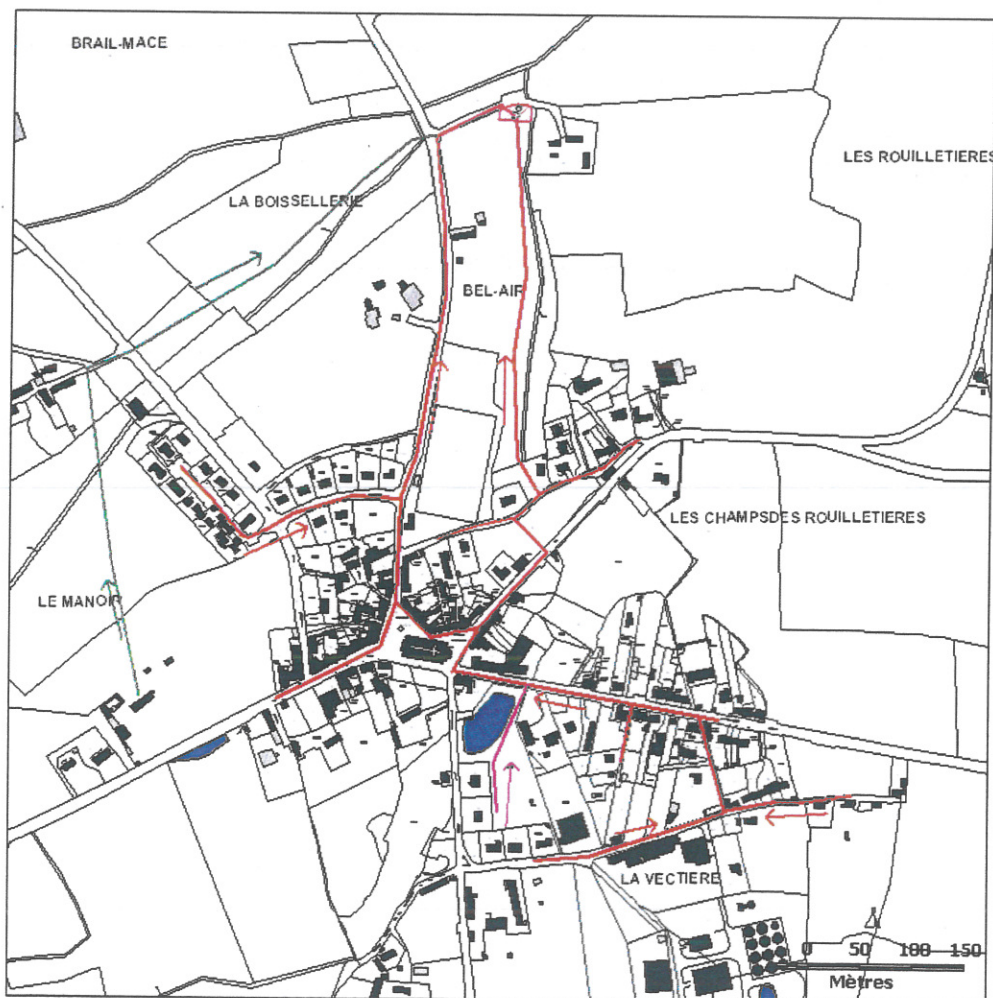 BRAIL-MACE
LES ROUILLETIERES
LA BOISSELLERIE
BEL-AIR
LES CHAMPSDES ROUILLETIERES
LE MANOIR
LA VECTIERE
0 50 100 150
Mètres